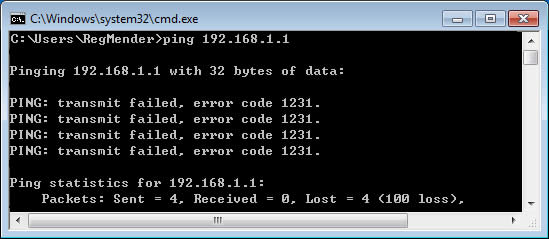 C:\Windows\system32\cmd.exe
C:\Users\RegMender>ping 192.168.1.1
Pinging 192.168.1.1 with 32 bytes of data:
PING: transmit failed, error code 1231.
PING: transmit failed, error code 1231.
PING: transmit failed, error code 1231.
PING: transmit failed, error code 1231.
Ping statistics for 192.168.1.1:
    Packets: Sent = 4, Received = 0, Lost = 4 (100 loss),